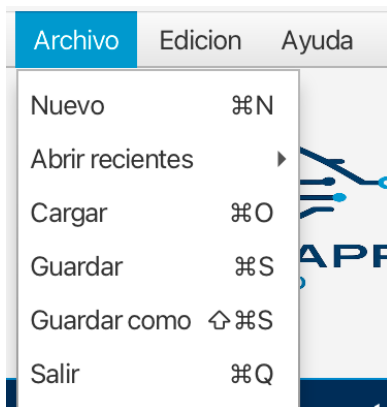 Archivo Edicion Ayuda
Nuevo ⌘N
Abrir recientes
Cargar ⌘O
Guardar ⌘S
Guardar como ⇧⌘S
Salir ⌘Q